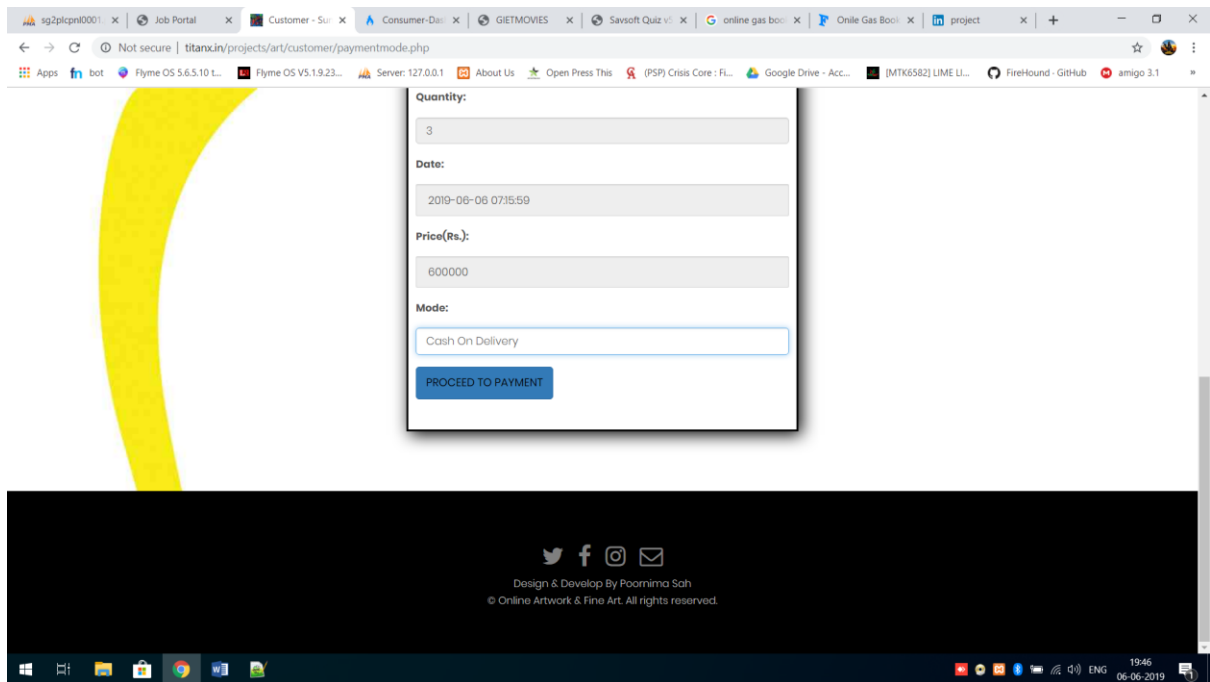 sg2plcpnl0001
Job Portal
Customer - Sun
Consumer-Das
GIETMOVIES
Savsoft Quiz v5
online gas boo
Onile Gas Book
project
Not secure | titanx.in/projects/art/customer/paymentmode.php
Apps
bot
Flyme OS 5.6.5.10 t...
Flyme OS V5.1.9.23...
Server: 127.0.0.1
About Us
Open Press This
(PSP) Crisis Core : Fi...
Google Drive - Acc...
[MTK6582] LIME LI...
FireHound · GitHub
amigo 3.1
»
Quantity:
3
Date:
2019-06-06 07:15:59
Price(Rs.):
600000
Mode:
Cash On Delivery
PROCEED TO PAYMENT
Design & Develop By Poornima Sah
© Online Artwork & Fine Art. All rights reserved.
ENG
19:46
06-06-2019